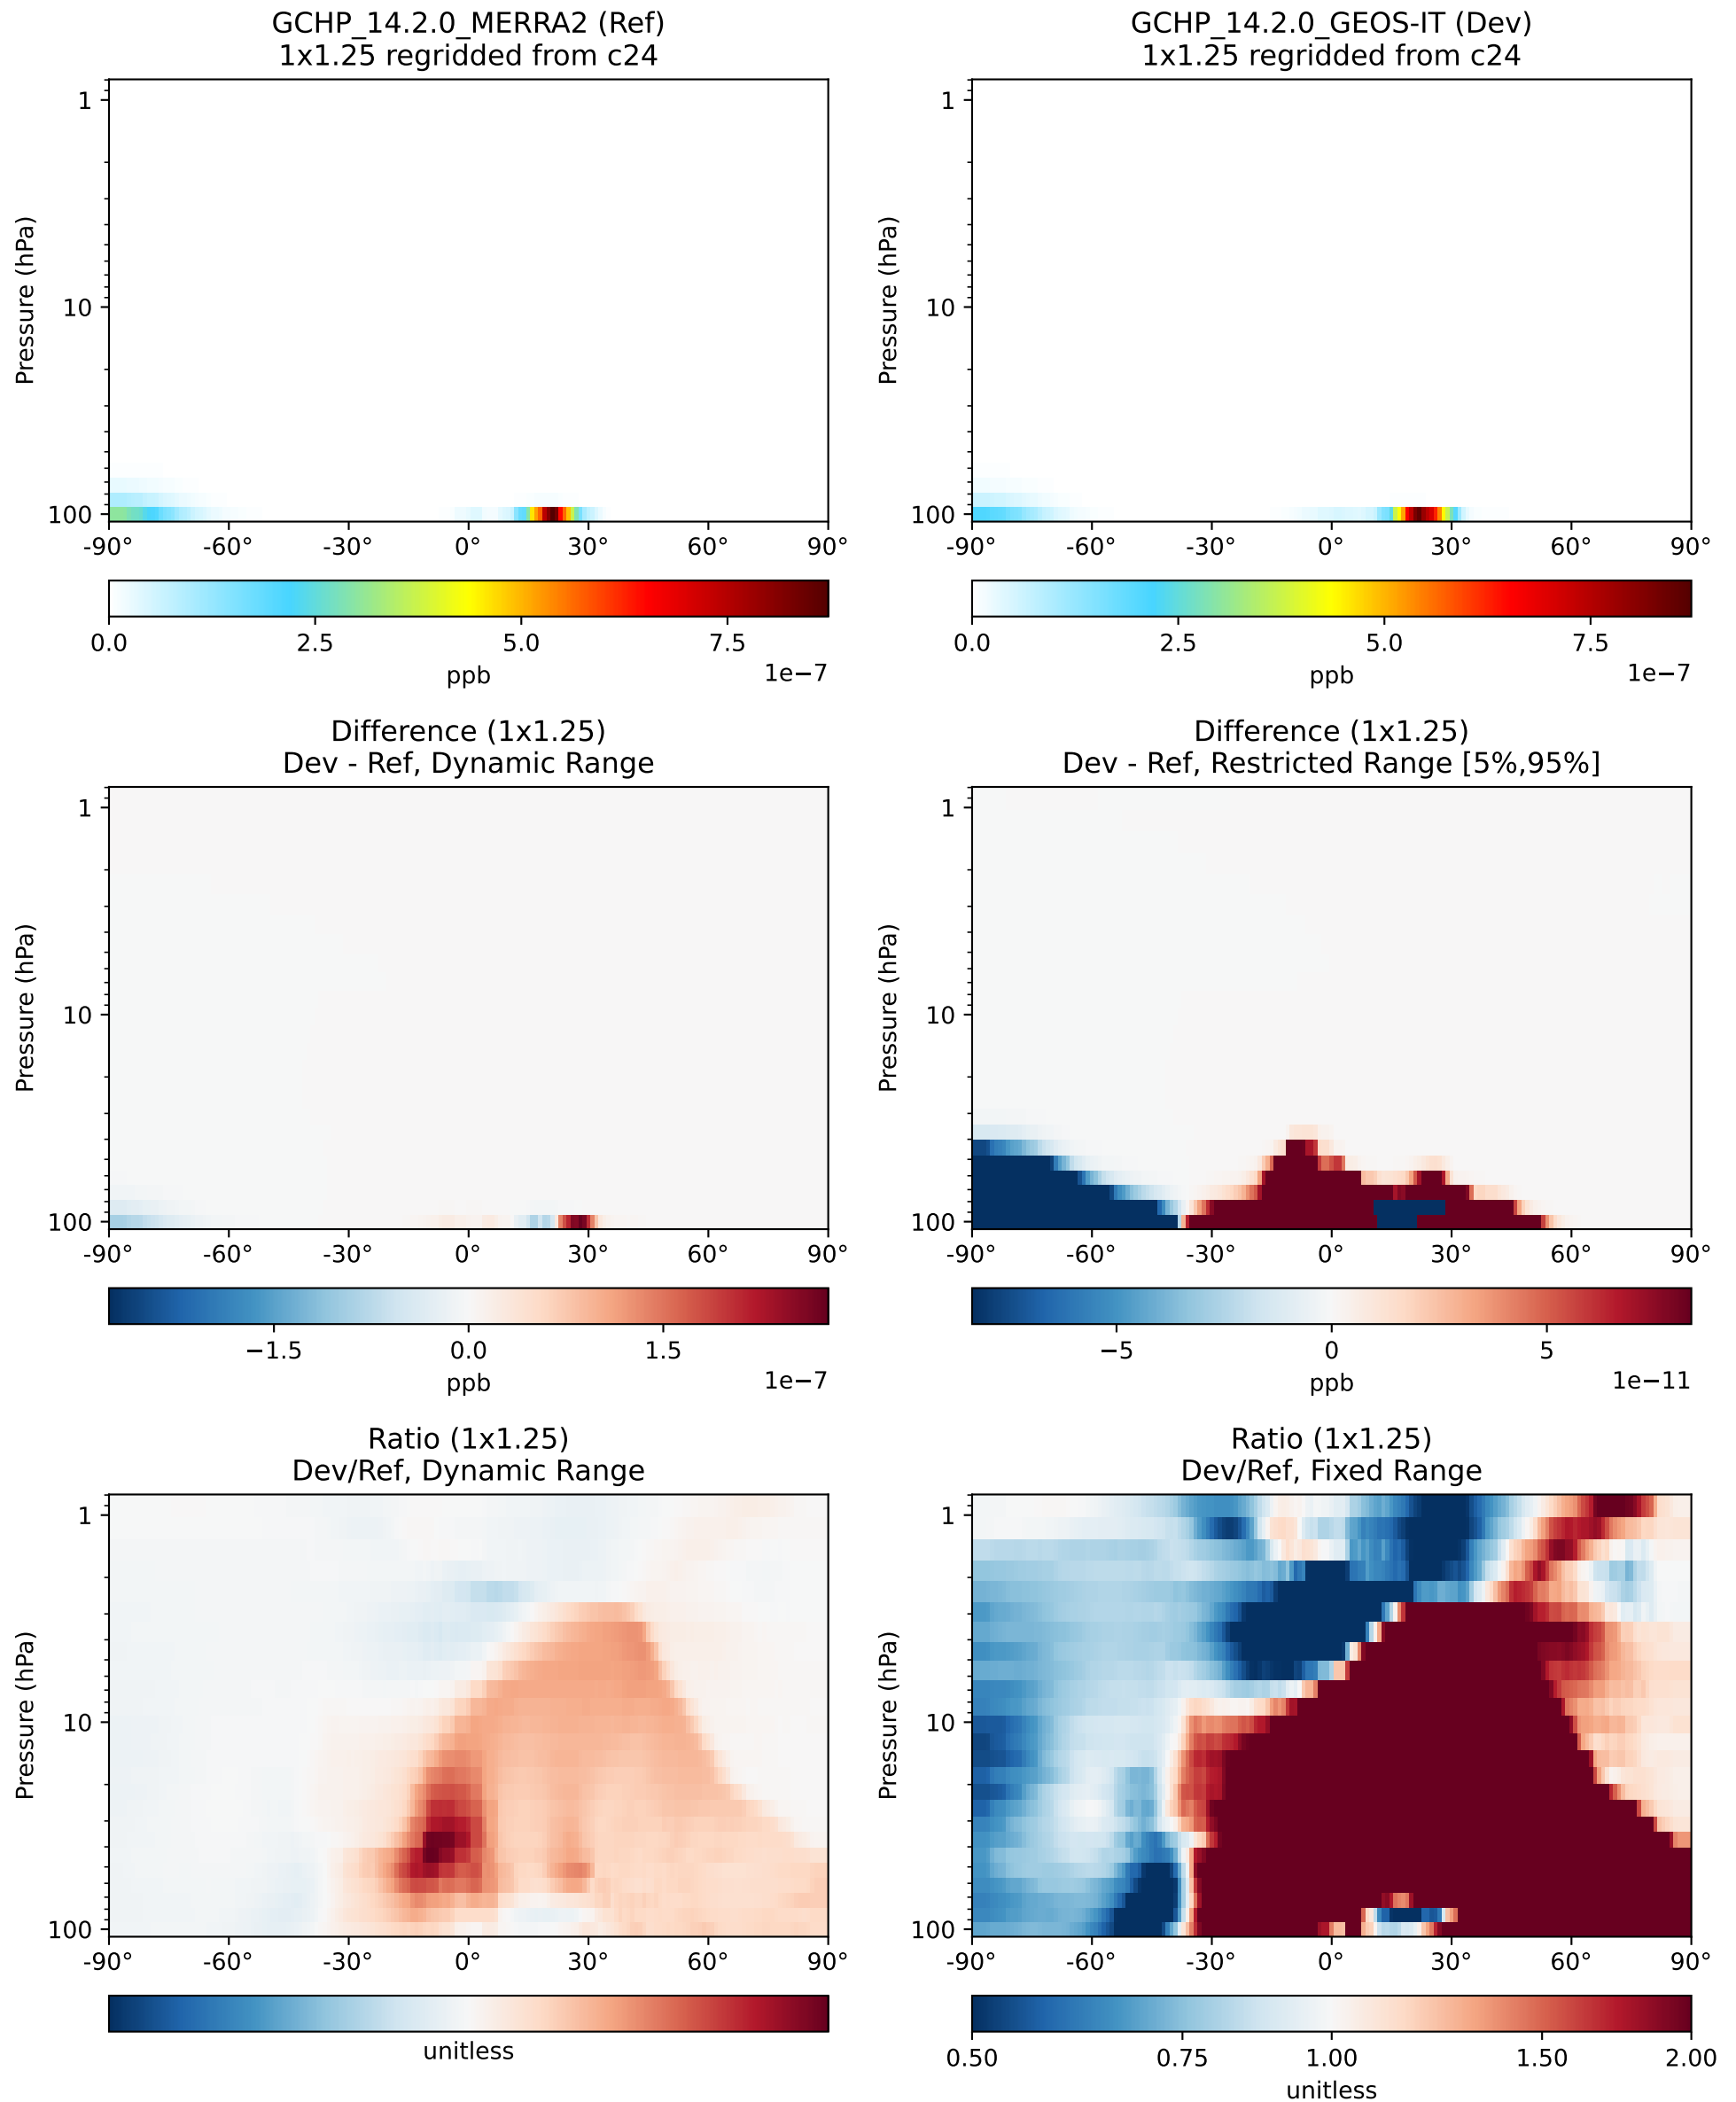 GCHP_14.2.0_MERRA2 (Ref)
1x1.25 regridded from c24
Pressure (hPa)
1
10
100
-90° -60° -30° 0° 30° 60° 90°
0.0 2.5 5.0 7.5
1e−7
ppb
GCHP_14.2.0_GEOS-IT (Dev)
1x1.25 regridded from c24
Pressure (hPa)
1
10
100
-90° -60° -30° 0° 30° 60° 90°
0.0 2.5 5.0 7.5
1e−7
ppb
Difference (1x1.25)
Dev - Ref, Dynamic Range
Pressure (hPa)
1
10
100
-90° -60° -30° 0° 30° 60° 90°
−1.5 0.0 1.5
1e−7
ppb
Difference (1x1.25)
Dev - Ref, Restricted Range [5%,95%]
Pressure (hPa)
1
10
100
-90° -60° -30° 0° 30° 60° 90°
−5 0 5
1e−11
ppb
Ratio (1x1.25)
Dev/Ref, Dynamic Range
Pressure (hPa)
1
10
100
-90° -60° -30° 0° 30° 60° 90°
unitless
Ratio (1x1.25)
Dev/Ref, Fixed Range
Pressure (hPa)
1
10
100
-90° -60° -30° 0° 30° 60° 90°
0.50 0.75 1.00 1.50 2.00
unitless